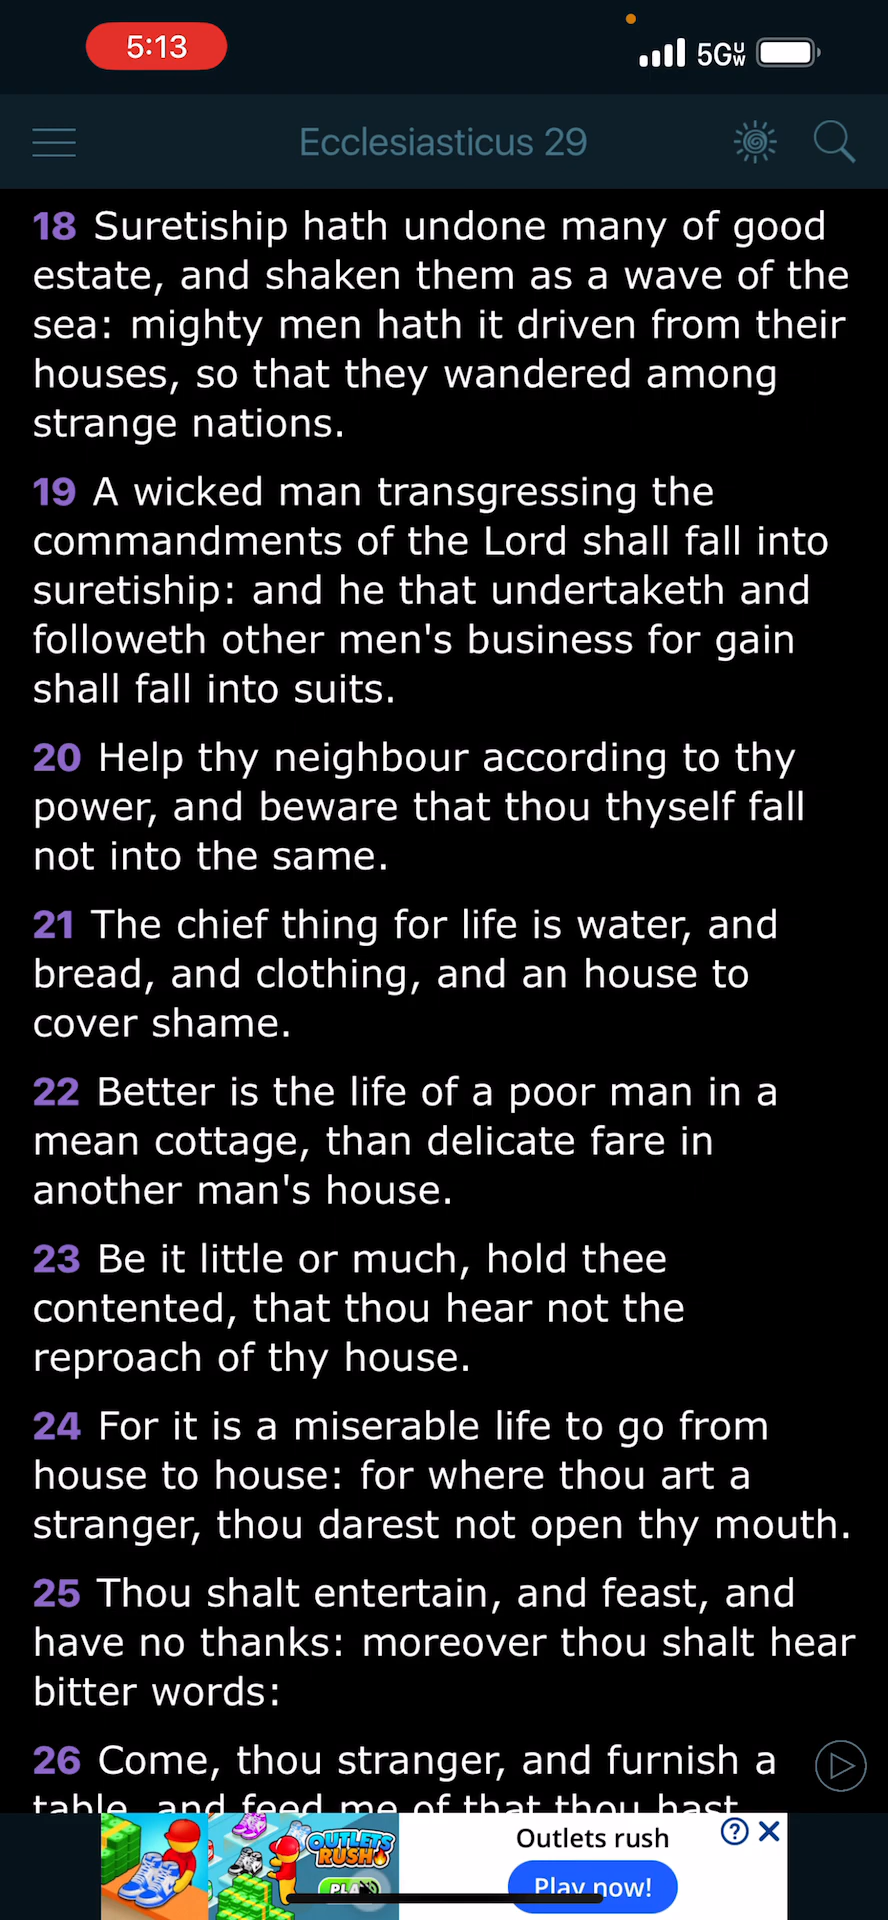 5:13
5G UW
Ecclesiasticus 29
18 Suretiship hath undone many of good
estate, and shaken them as a wave of the
sea: mighty men hath it driven from their
houses, so that they wandered among
strange nations.
19 A wicked man transgressing the
commandments of the Lord shall fall into
suretiship: and he that undertaketh and
followeth other men's business for gain
shall fall into suits.
20 Help thy neighbour according to thy
power, and beware that thou thyself fall
not into the same.
21 The chief thing for life is water, and
bread, and clothing, and an house to
cover shame.
22 Better is the life of a poor man in a
mean cottage, than delicate fare in
another man's house.
23 Be it little or much, hold thee
contented, that thou hear not the
reproach of thy house.
24 For it is a miserable life to go from
house to house: for where thou art a
stranger, thou darest not open thy mouth.
25 Thou shalt entertain, and feast, and
have no thanks: moreover thou shalt hear
bitter words:
26 Come, thou stranger, and furnish a
table, and feed me of that thou hast
OUTLETS
RUSH
Outlets rush
Play now!